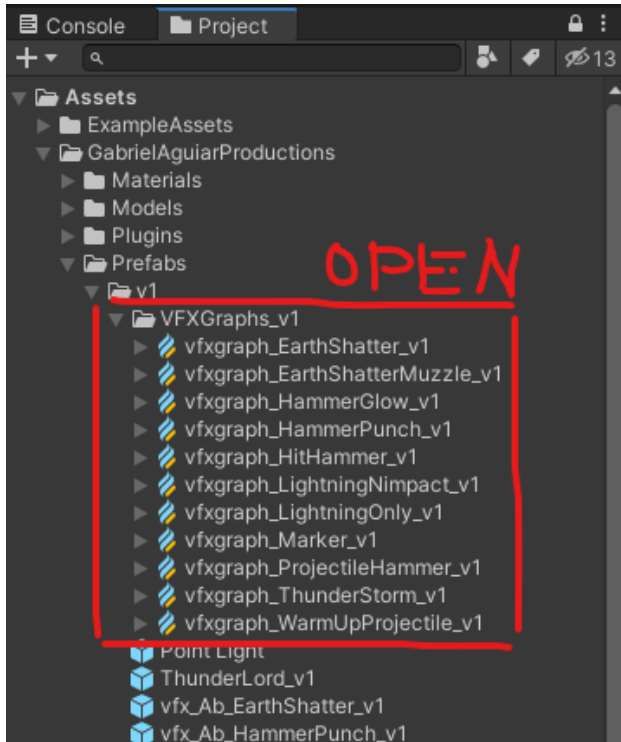 Console Project
13
Assets
ExampleAssets
GabrielAguiarProductions
Materials
Models
Plugins
OPEN
Prefabs
v1
VFXGraphs_v1
vfxgraph_EarthShatter_v1
vfxgraph_EarthShatterMuzzle_v1
vfxgraph_HammerGlow_v1
vfxgraph_HammerPunch_v1
vfxgraph_HitHammer_v1
vfxgraph_LightningNimpact_v1
vfxgraph_LightningOnly_v1
vfxgraph_Marker_v1
vfxgraph_ProjectileHammer_v1
vfxgraph_ThunderStorm_v1
vfxgraph_WarmUpProjectile_v1
Point Light
ThunderLord_v1
vfx_Ab_EarthShatter_v1
vfx_Ab_HammerPunch_v1